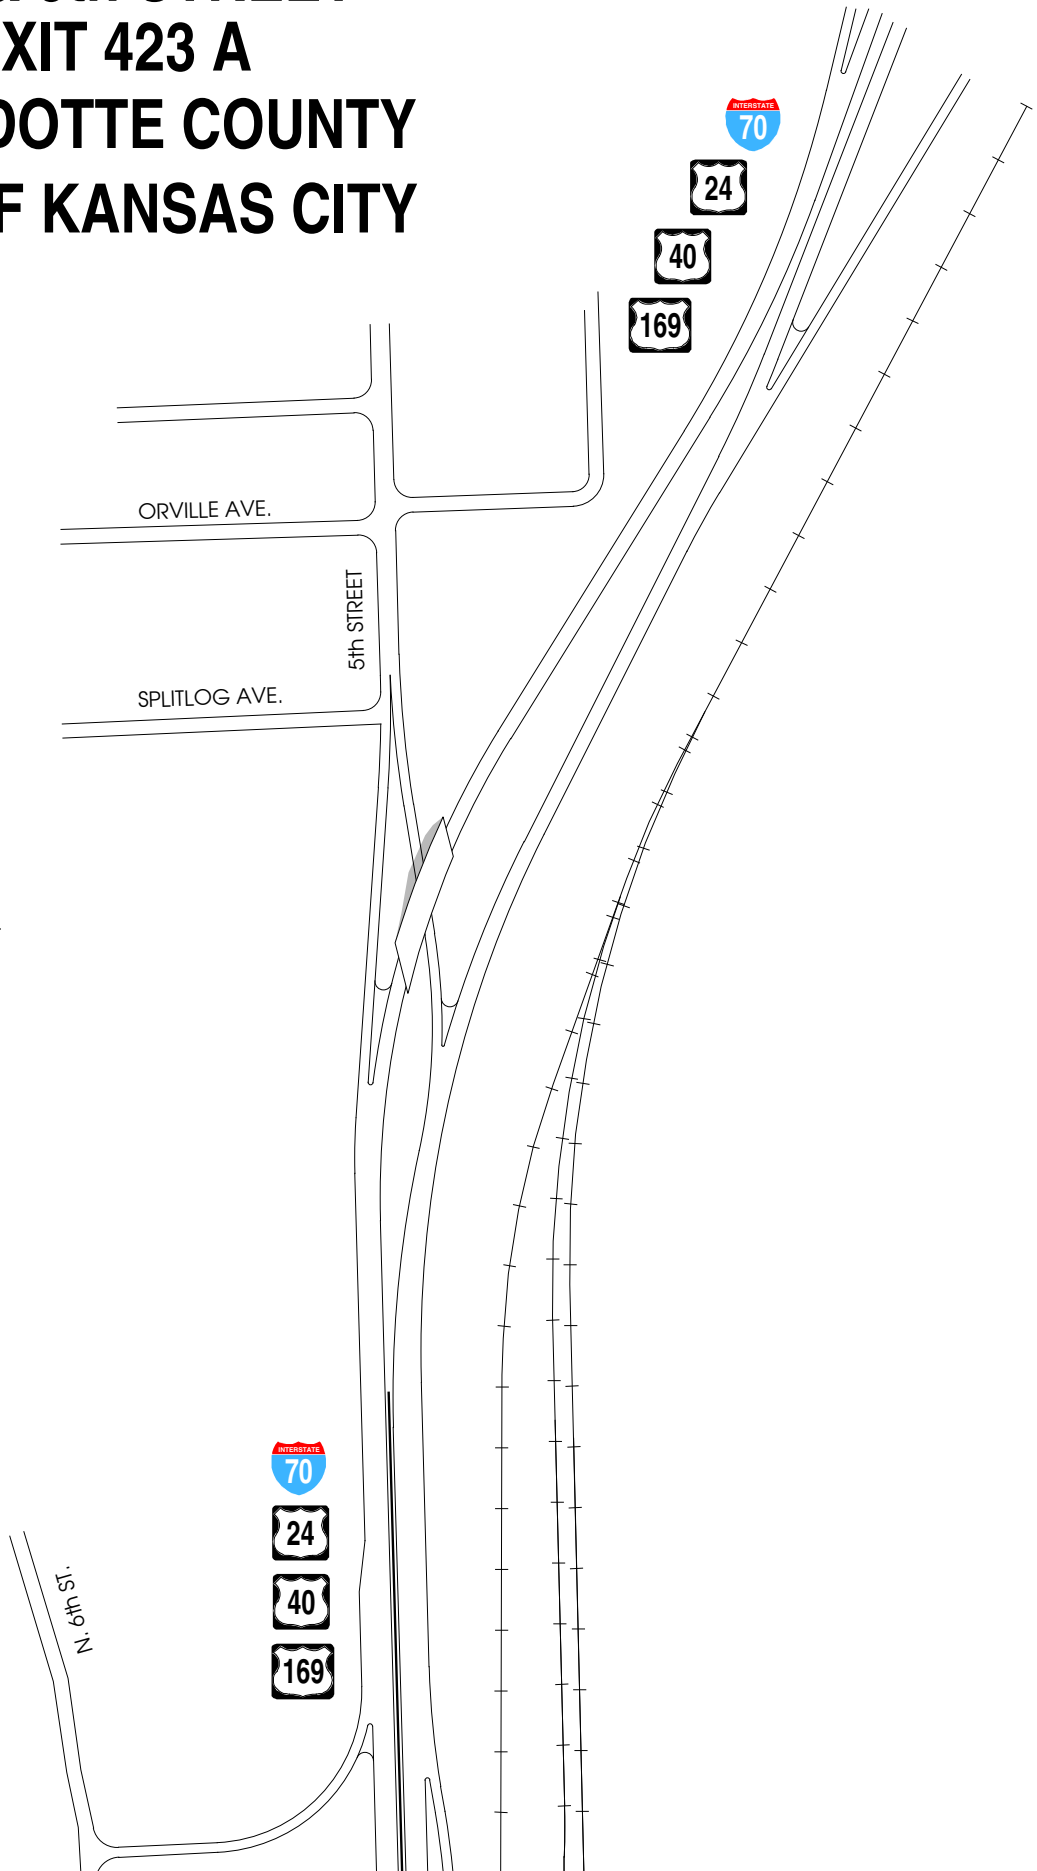 STREET
XIT 423 A
DOTTE COUNTY
F KANSAS CITY
INTERSTATE
70
24
40
169
ORVILLE AVE.
5th STREET
SPLITLOG AVE.
INTERSTATE
70
24
40
169
N. 6th ST.